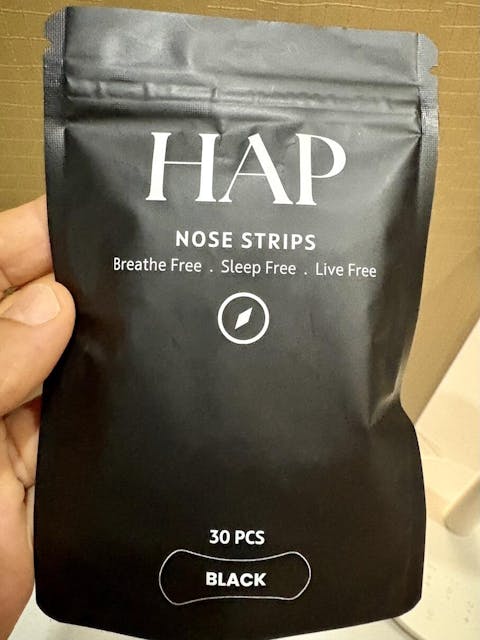 HAP
NOSE STRIPS
Breathe Free . Sleep Free . Live Free
30 PCS
BLACK